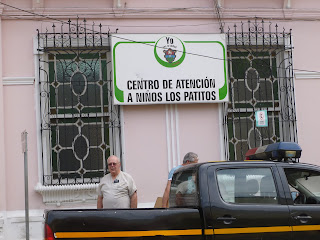 Yo
CENTRO DE ATENCIÓN
A NIÑOS LOS PATITOS